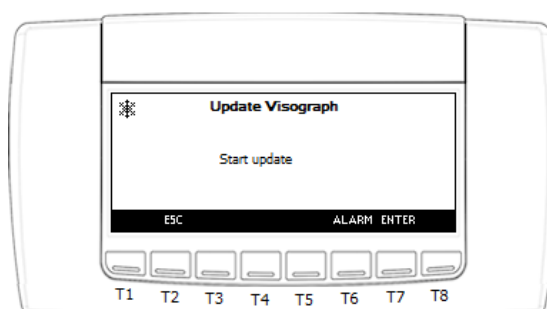 Update Visograph
Start update
ESC ALARM ENTER
T1 T2 T3 T4 T5 T6 T7 T8